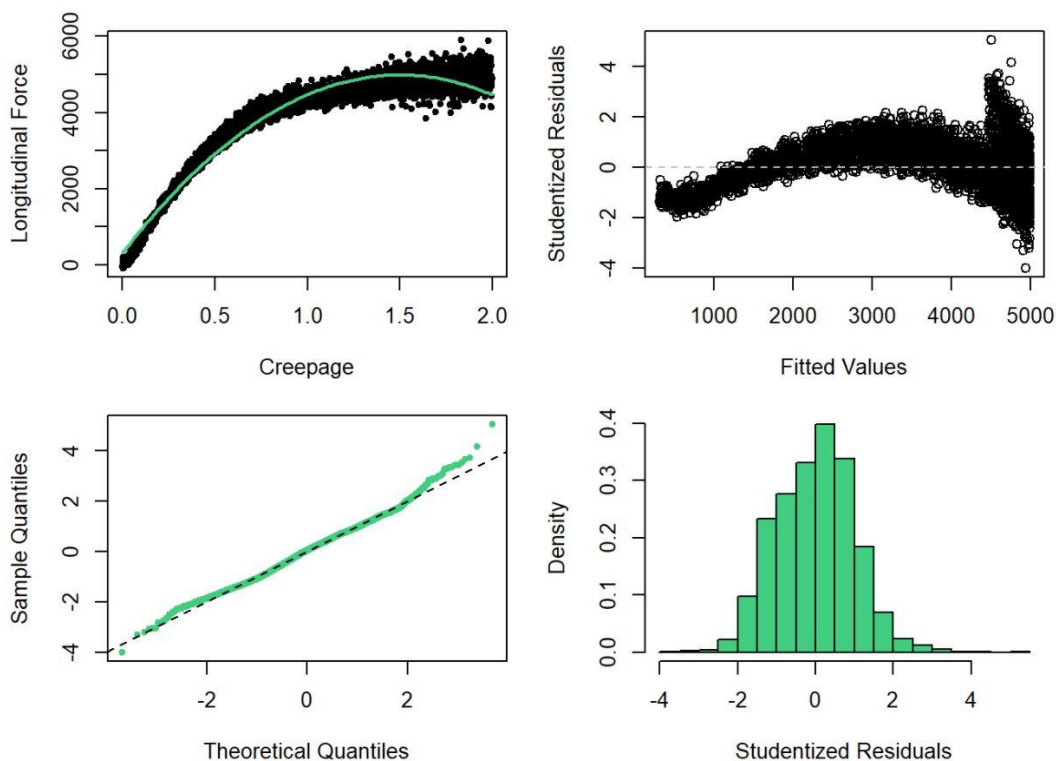 Longitudinal Force
6000
4000
2000
0
0.0 0.5 1.0 1.5 2.0
Creepage
Studentized Residuals
4
2
0
-2
-4
1000 2000 3000 4000 5000
Fitted Values
Sample Quantiles
4
2
0
-2
-4
-2 0 2
Theoretical Quantiles
Density
0.4
0.3
0.2
0.1
0.0
-4 -2 0 2 4
Studentized Residuals